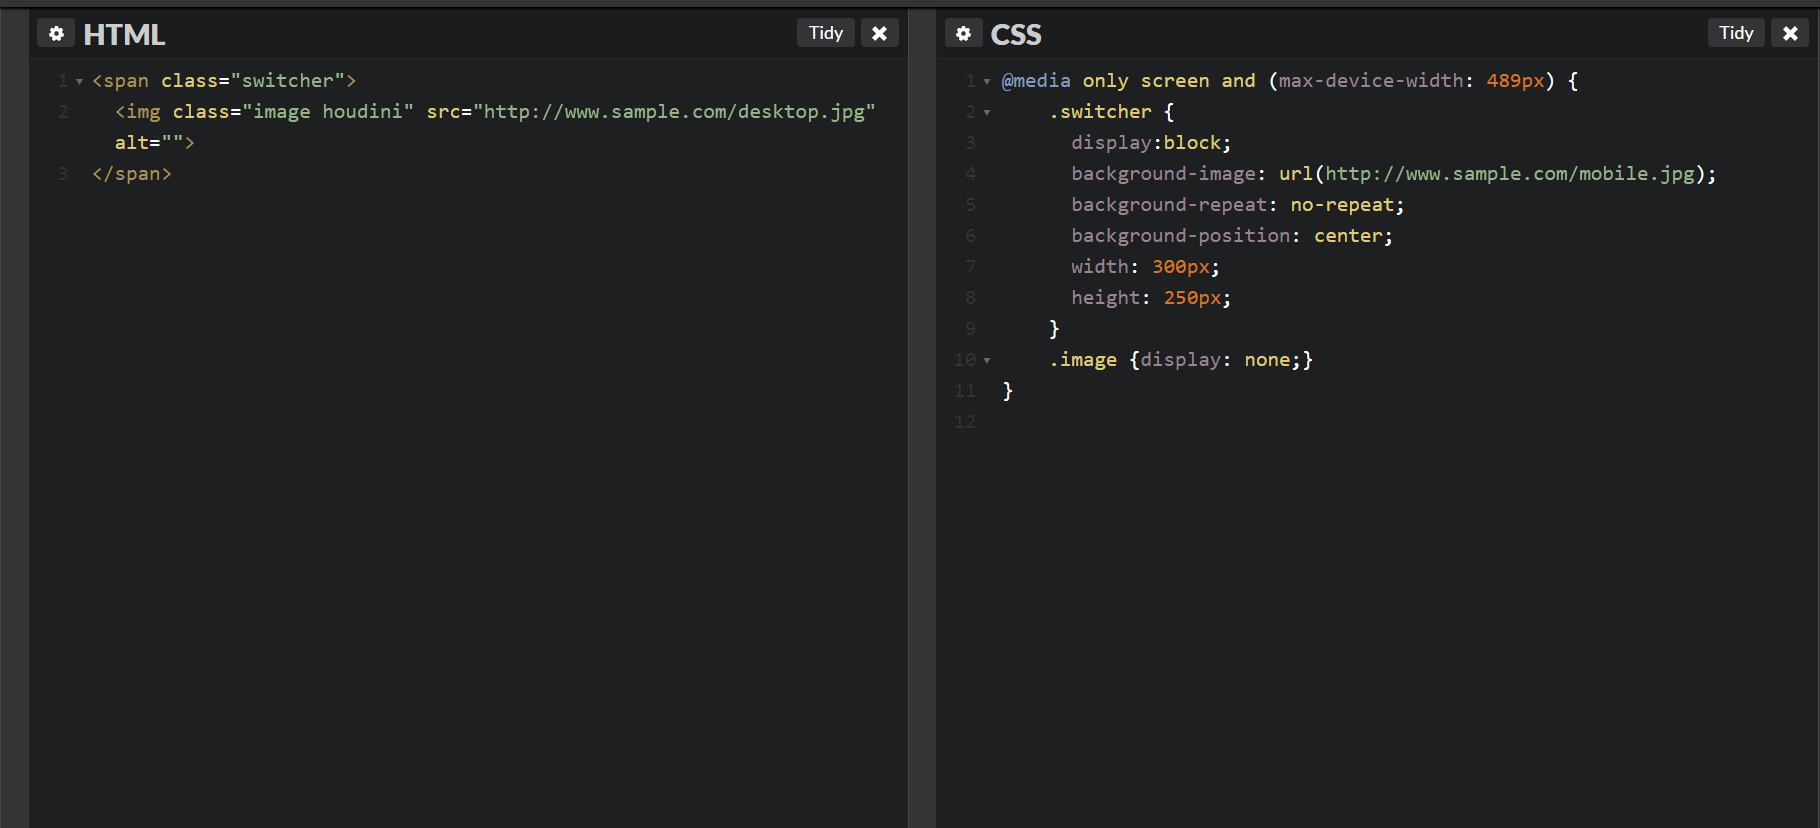 HTML
Tidy
1 <span class="switcher">
2 <img class="image houdini" src="http://www.sample.com/desktop.jpg"
alt="">
3 </span>
CSS
Tidy
1 @media only screen and (max-device-width: 489px) {
2 .switcher {
3 display:block;
4 background-image: url(http://www.sample.com/mobile.jpg);
5 background-repeat: no-repeat;
6 background-position: center;
7 width: 300px;
8 height: 250px;
9 }
10 .image {display: none;}
11 }
12